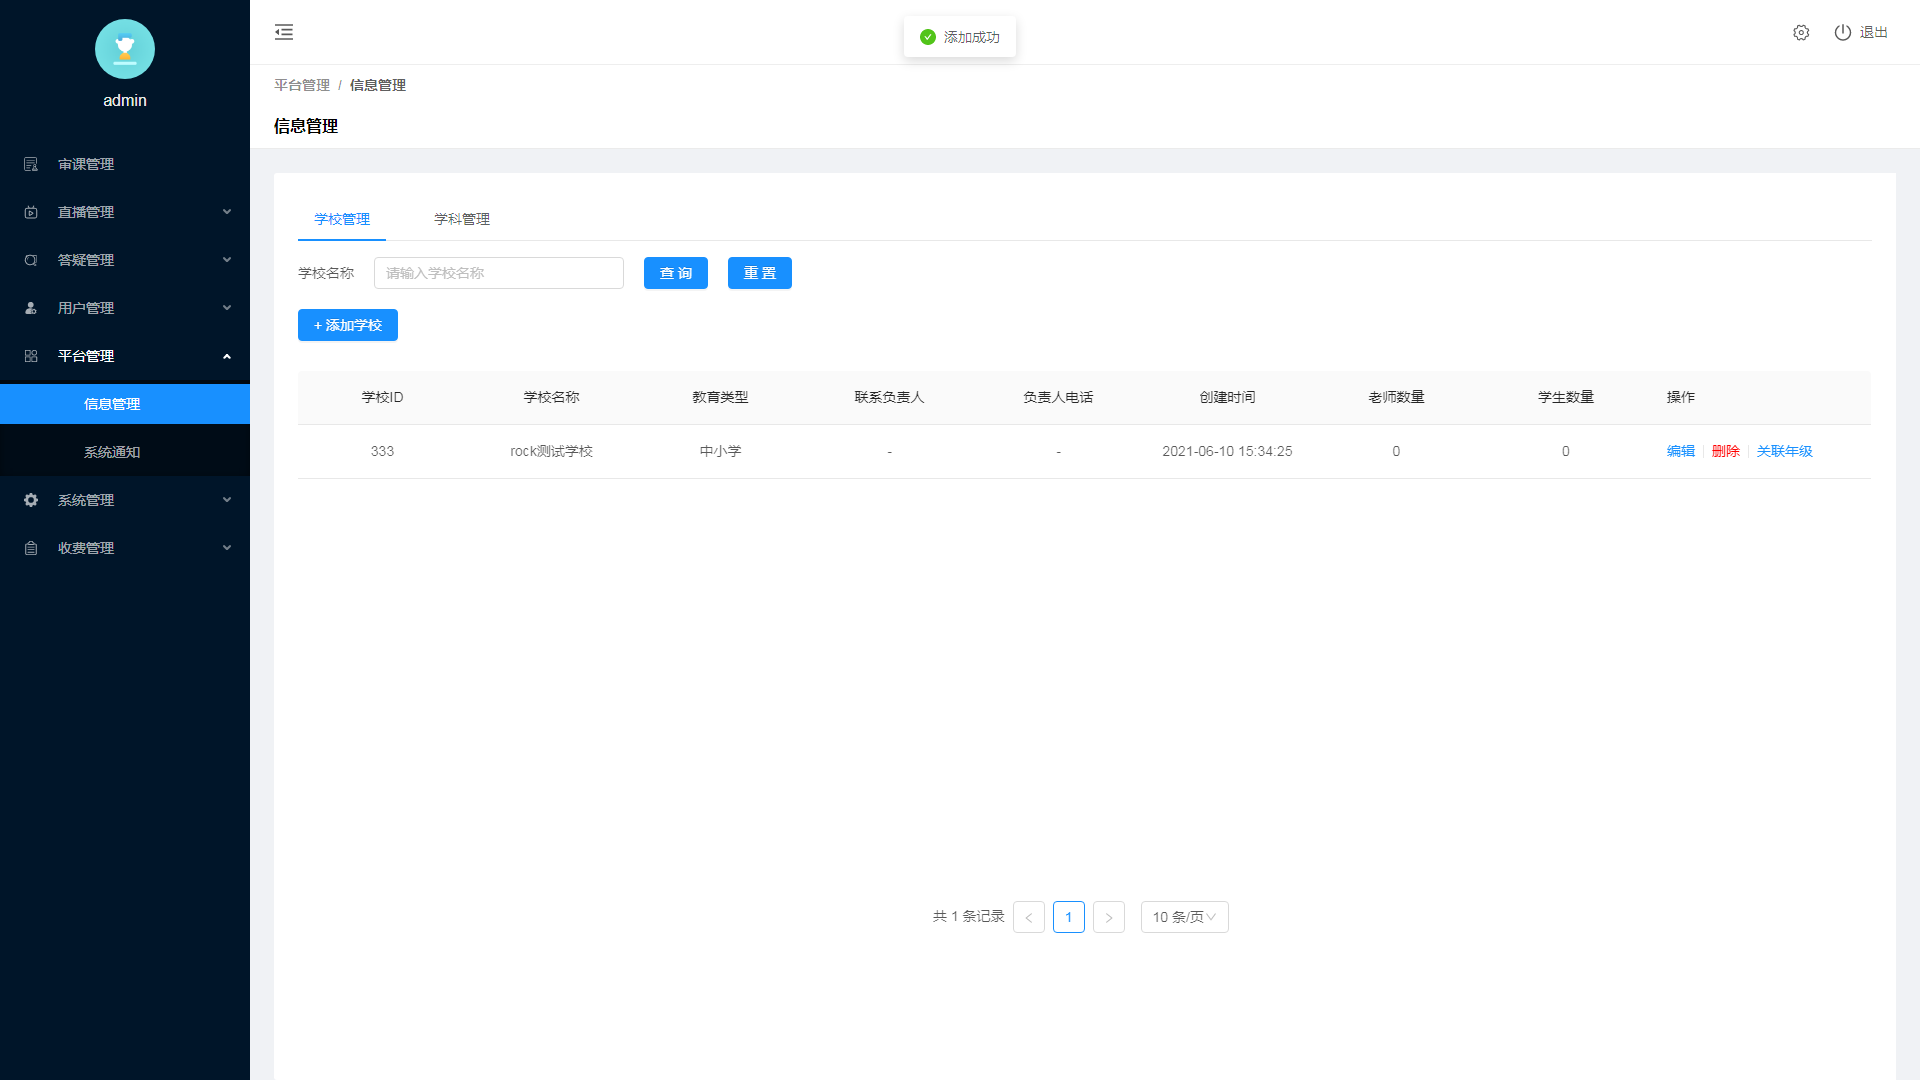 admin
审课管理
直播管理
答疑管理
用户管理
平台管理
信息管理
系统通知
系统管理
收费管理
添加成功
退出
平台管理 / 信息管理
信息管理
学校管理 学科管理
学校名称 请输入学校名称 查 询 重 置
+ 添加学校
学校ID 学校名称 教育类型 联系负责人 负责人电话 创建时间 老师数量 学生数量 操作
333 rock测试学校 中小学 - - 2021-06-10 15:34:25 0 0 编辑 删除 关联年级
共 1 条记录 < 1 > 10 条/页